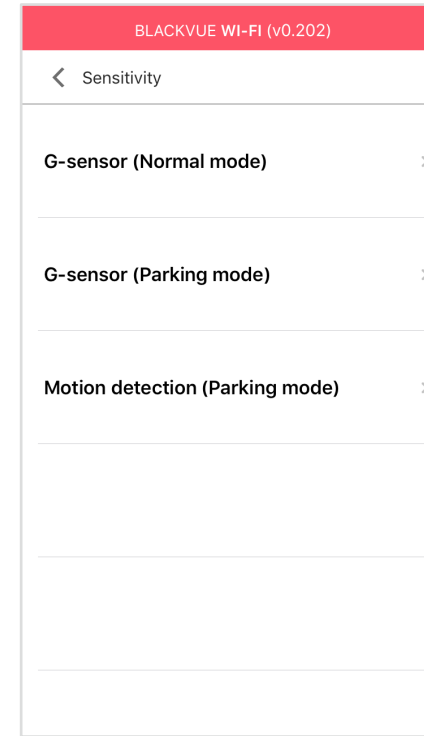 BLACKVUE WI-FI (v0.202)
Sensitivity
G-sensor (Normal mode)
G-sensor (Parking mode)
Motion detection (Parking mode)